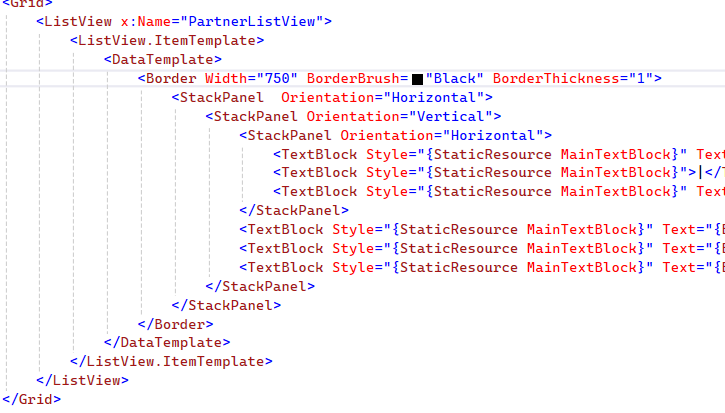 <Grid>
<ListView x:Name="PartnerListView">
<ListView.ItemTemplate>
<DataTemplate>
<Border Width="750" BorderBrush="Black" BorderThickness="1">
<StackPanel  Orientation="Horizontal">
<StackPanel Orientation="Vertical">
<StackPanel Orientation="Horizontal">
<TextBlock Style="{StaticResource MainTextBlock}" Text
<TextBlock Style="{StaticResource MainTextBlock}">|</T
<TextBlock Style="{StaticResource MainTextBlock}" Text
</StackPanel>
<TextBlock Style="{StaticResource MainTextBlock}" Text="{B
<TextBlock Style="{StaticResource MainTextBlock}" Text="{B
<TextBlock Style="{StaticResource MainTextBlock}" Text="{B
</StackPanel>
</StackPanel>
</Border>
</DataTemplate>
</ListView.ItemTemplate>
</ListView>
</Grid>